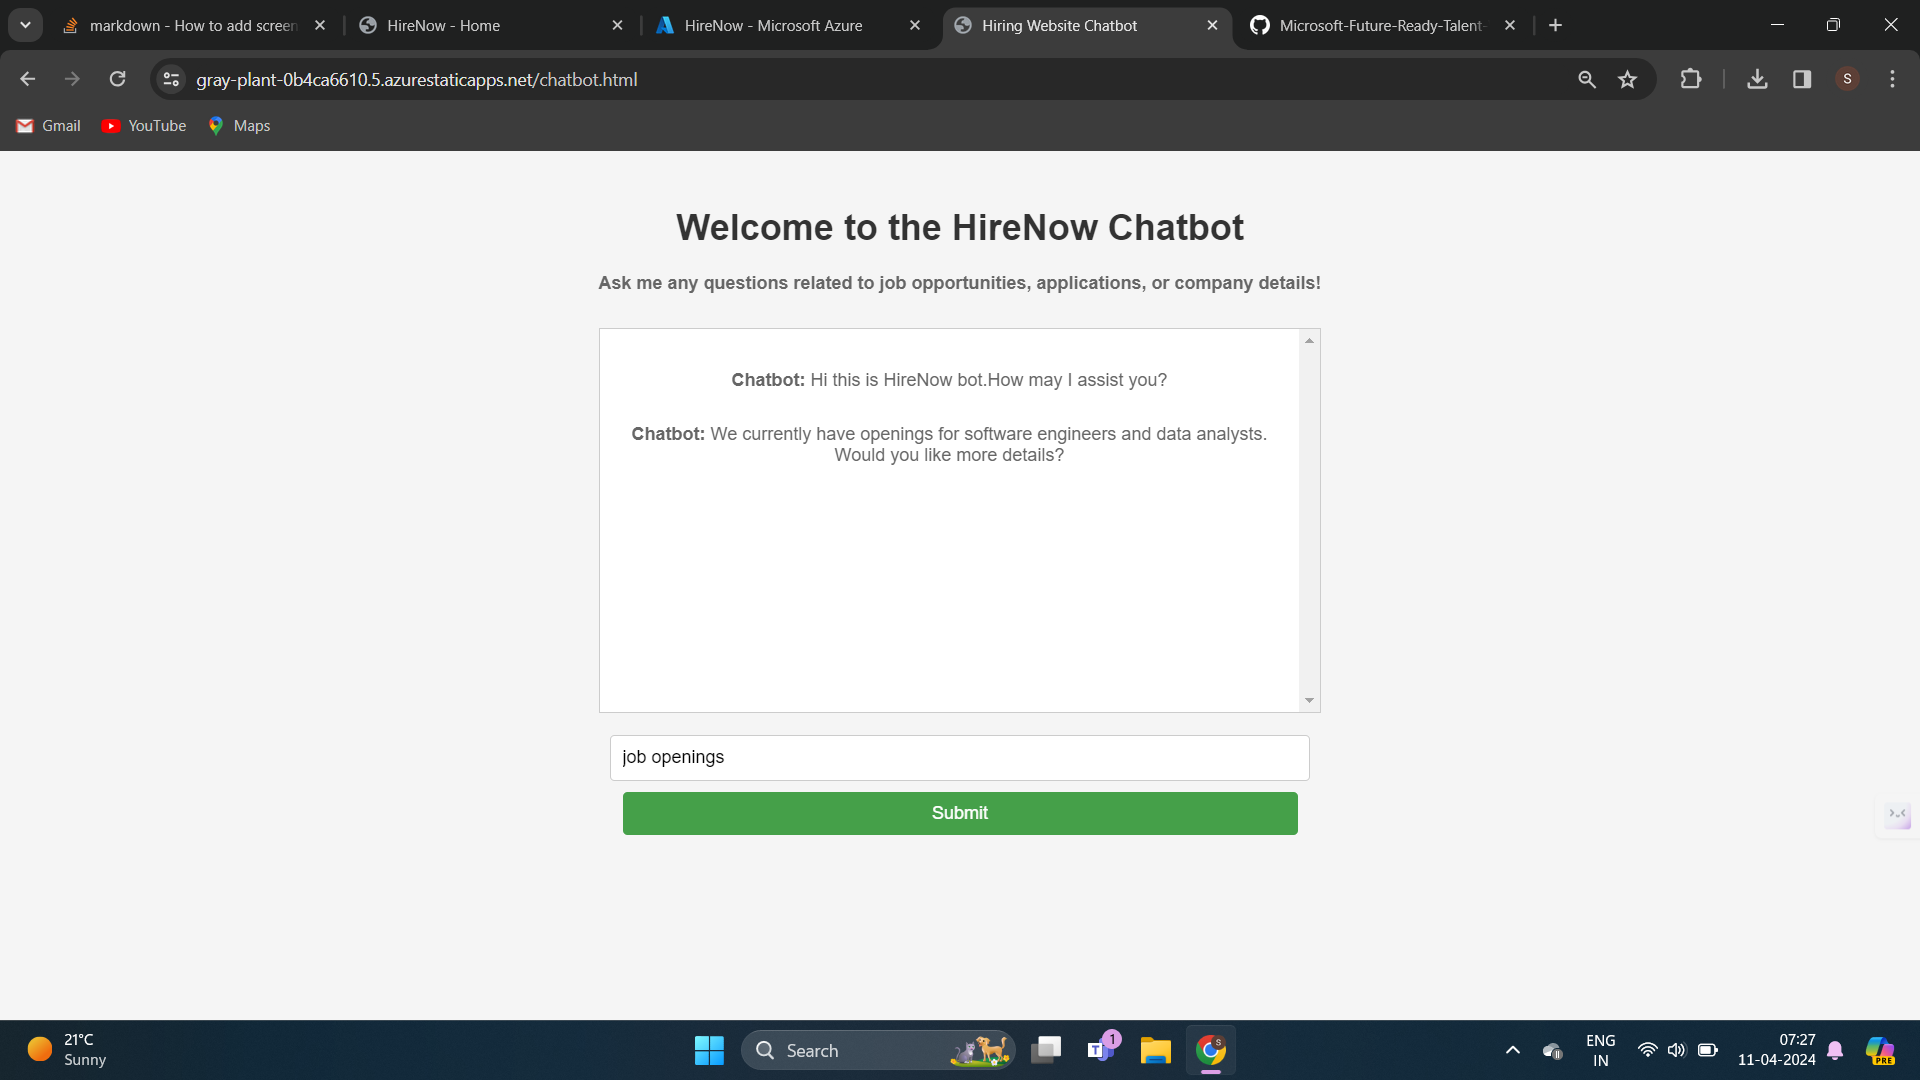 markdown - How to add screen
HireNow - Home
HireNow - Microsoft Azure
Hiring Website Chatbot
Microsoft-Future-Ready-Talent-
gray-plant-0b4ca6610.5.azurestaticapps.net/chatbot.html
S
Gmail
YouTube
Maps
Welcome to the HireNow Chatbot
Ask me any questions related to job opportunities, applications, or company details!
Chatbot: Hi this is HireNow bot.How may I assist you?
Chatbot: We currently have openings for software engineers and data analysts.
Would you like more details?
job openings
Submit
21°C
Sunny
Search
1
S
ENG
IN
07:27
11-04-2024
PRE